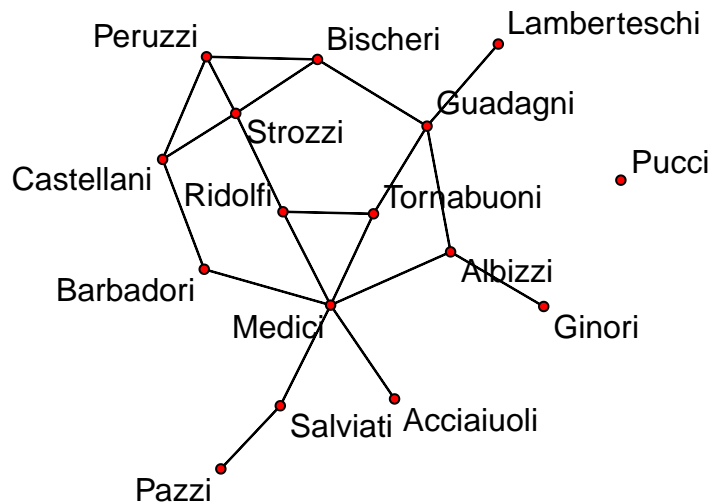 Lamberteschi
Peruzzi
Bischeri
Guadagni
Strozzi
Pucci
Castellani
Ridolfi
Tornabuoni
Albizzi
Barbadori
Medici
Ginori
Salviati
Acciaiuoli
Pazzi